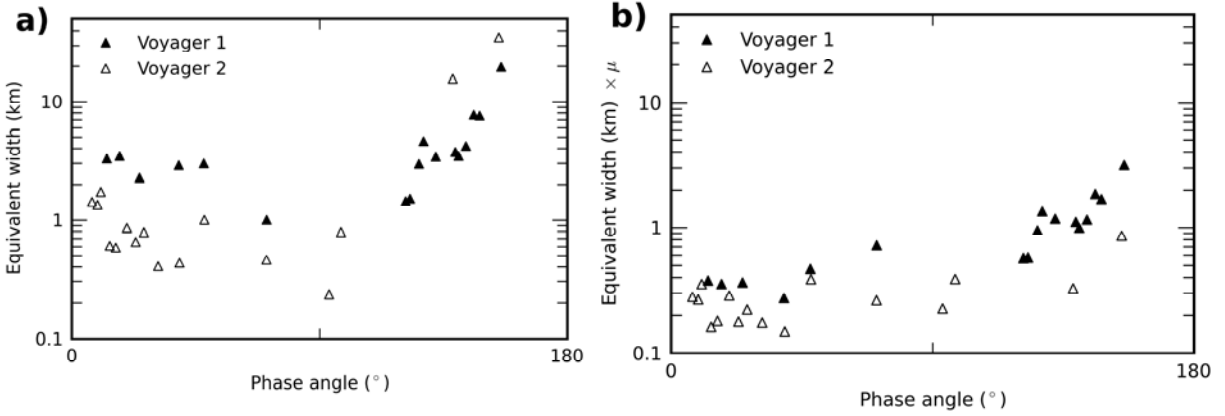 a)
Voyager 1
Voyager 2
Equivalent width (km)
10
1
0.1
0
180
Phase angle (°)
b)
Voyager 1
Voyager 2
Equivalent width (km) × μ
10
1
0.1
0
180
Phase angle (°)